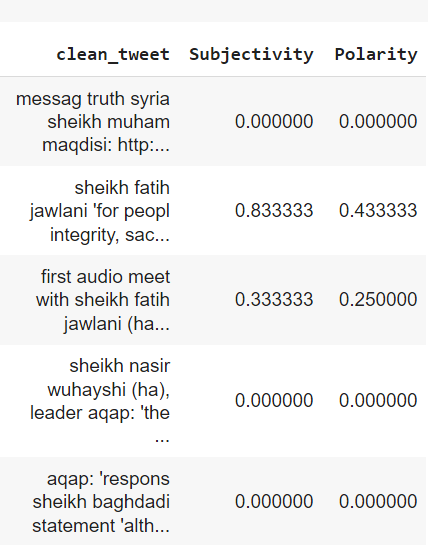 clean_tweet Subjectivity Polarity
messag truth syria
sheikh muham
maqdisi: http:...
0.000000 0.000000
sheikh fatih
jawlani 'for peopl
integrity, sac...
0.833333 0.433333
first audio meet
with sheikh fatih
jawlani (ha...
0.333333 0.250000
sheikh nasir
wuhayshi (ha),
leader aqap: 'the
...
0.000000 0.000000
aqap: 'respons
sheikh baghdadi
statement 'alth...
0.000000 0.000000